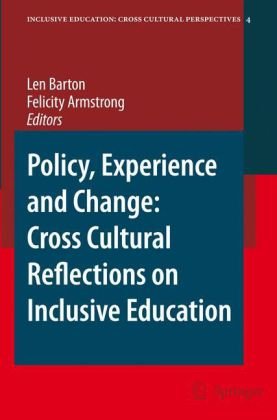 INCLUSIVE EDUCATION: CROSS CULTURAL PERSPECTIVES 4
Len Barton
Felicity Armstrong
Editors
Policy, Experience
and Change:
Cross Cultural
Reflections on
Inclusive Education
Springer